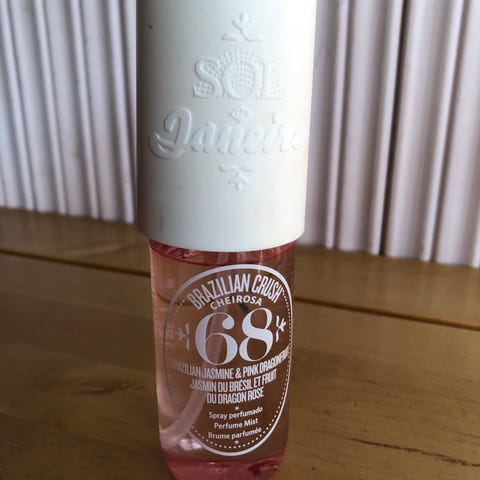 SOL
de
Janeiro
BRAZILIAN CRUSH
CHEIROSA
68
BRAZILIAN JASMINE & PINK DRAGONFRUIT
JASMIN DU BRÉSIL ET FRUIT
DU DRAGON ROSE
Spray perfumado
Perfume Mist
Brume parfumée